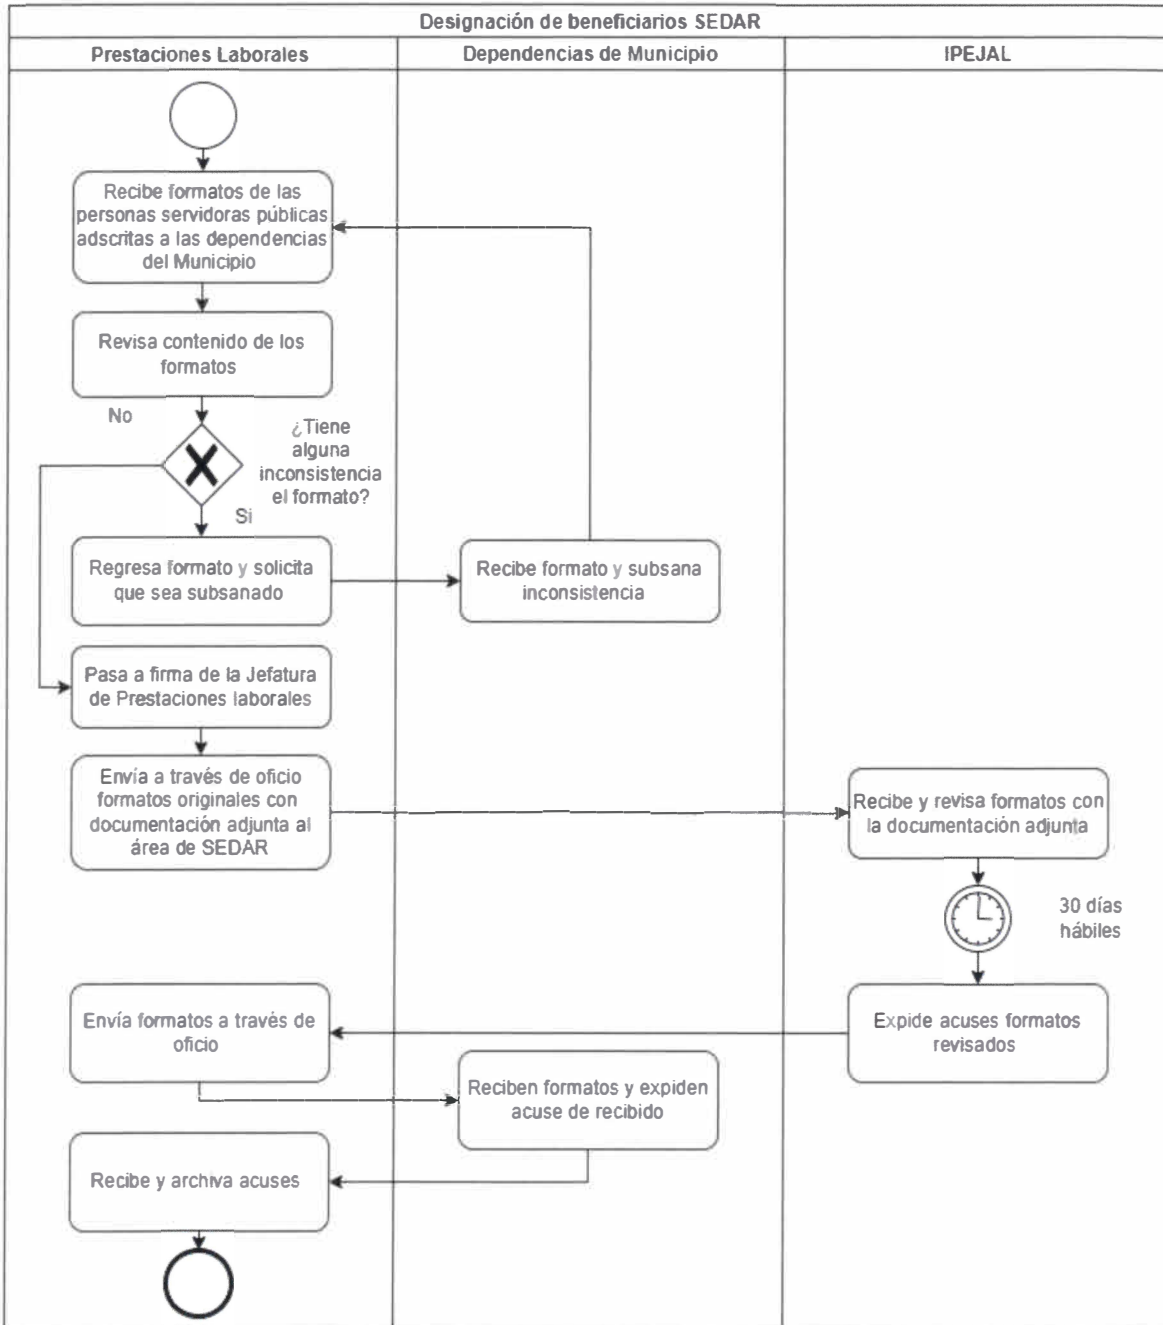 Designación de beneficiarios SEDAR
Prestaciones Laborales
Dependencias de Municipio
IPEJAL
Recibe formatos de las
personas servidoras públicas
adscritas a las dependencias
del Municipio
Revisa contenido de los
formatos
No
¿Tiene
alguna
inconsistencia
el formato?
Si
Regresa formato y solicita
que sea subsanado
Recibe formato y subsana
inconsistencia
Pasa a firma de la Jefatura
de Prestaciones laborales
Envía a través de oficio
formatos originales con
documentación adjunta al
área de SEDAR
Recibe y revisa formatos con
la documentación adjunta
30 días
hábiles
Expide acuses formatos
revisados
Envía formatos a través de
oficio
Reciben formatos y expiden
acuse de recibido
Recibe y archiva acuses